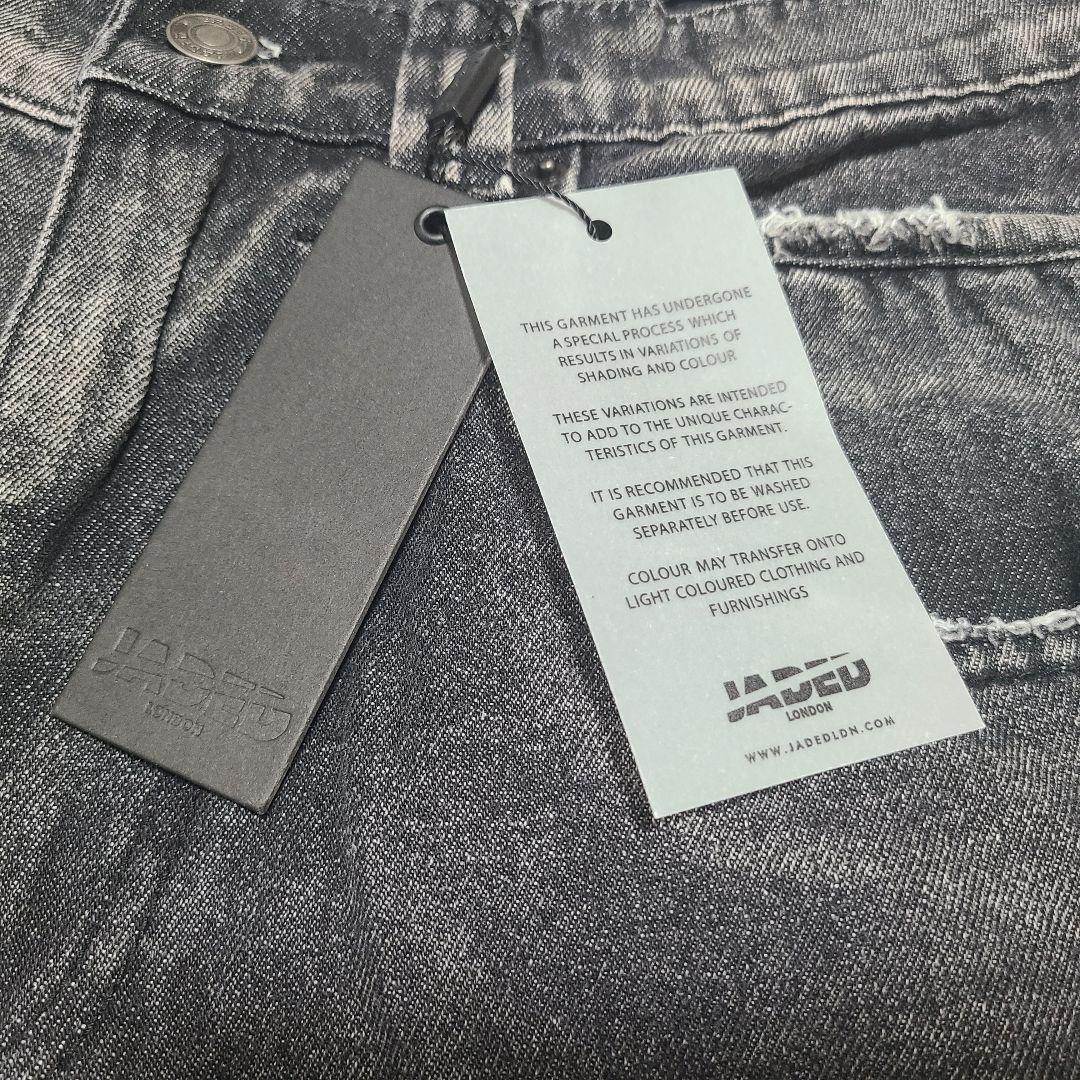 JADED
LONDON
THIS GARMENT HAS UNDERGONE
A SPECIAL PROCESS WHICH
RESULTS IN VARIATIONS OF
SHADING AND COLOUR
THESE VARIATIONS ARE INTENDED
TO ADD TO THE UNIQUE CHARAC-
TERISTICS OF THIS GARMENT.
IT IS RECOMMENDED THAT THIS
GARMENT IS TO BE WASHED
SEPARATELY BEFORE USE.
COLOUR MAY TRANSFER ONTO
LIGHT COLOURED CLOTHING AND
FURNISHINGS
JADED
LONDON
WWW.JADEDLDN.COM